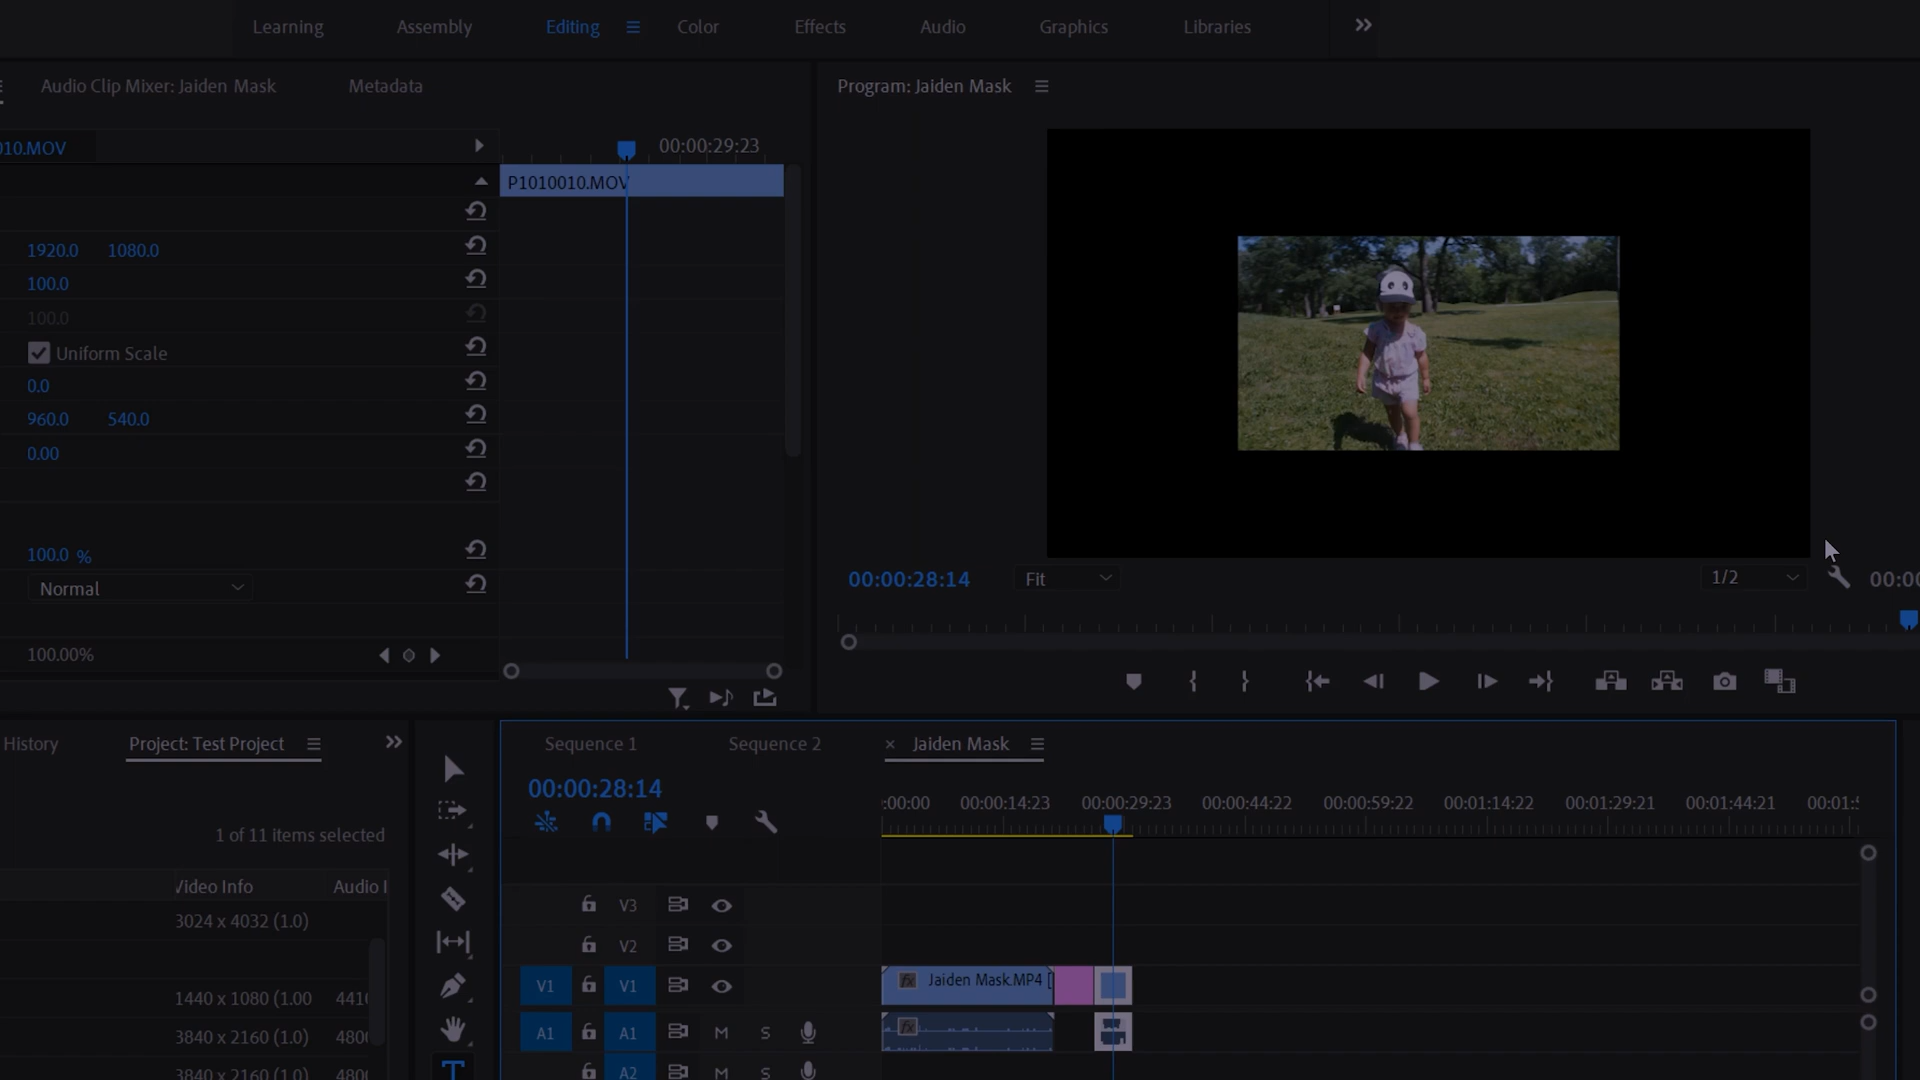 Learning Assembly Editing Color Effects Audio Graphics Libraries
Audio Clip Mixer: Jaiden Mask Metadata
Program: Jaiden Mask
010.MOV
00:00:29:23
P1010010.MOV
1920.0 1080.0
100.0
100.0
Uniform Scale
0.0
960.0 540.0
0.00
100.0 %
Normal
100.00%
00:00:28:14 Fit 1/2 00:00
History Project: Test Project
1 of 11 items selected
Video Info Audio I
3024 x 4032 (1.0)
1440 x 1080 (1.00 441
3840 x 2160 (1.0) 480
3840 x 2160 (1.0) 480
Sequence 1 Sequence 2 × Jaiden Mask
00:00:28:14
:00:00 00:00:14:23 00:00:29:23 00:00:44:22 00:00:59:22 00:01:14:22 00:01:29:21 00:01:44:21 00:01:5
V3
V2
V1 V1 fx Jaiden Mask.MP4 [
A1 A1 M S fx
A2 M S